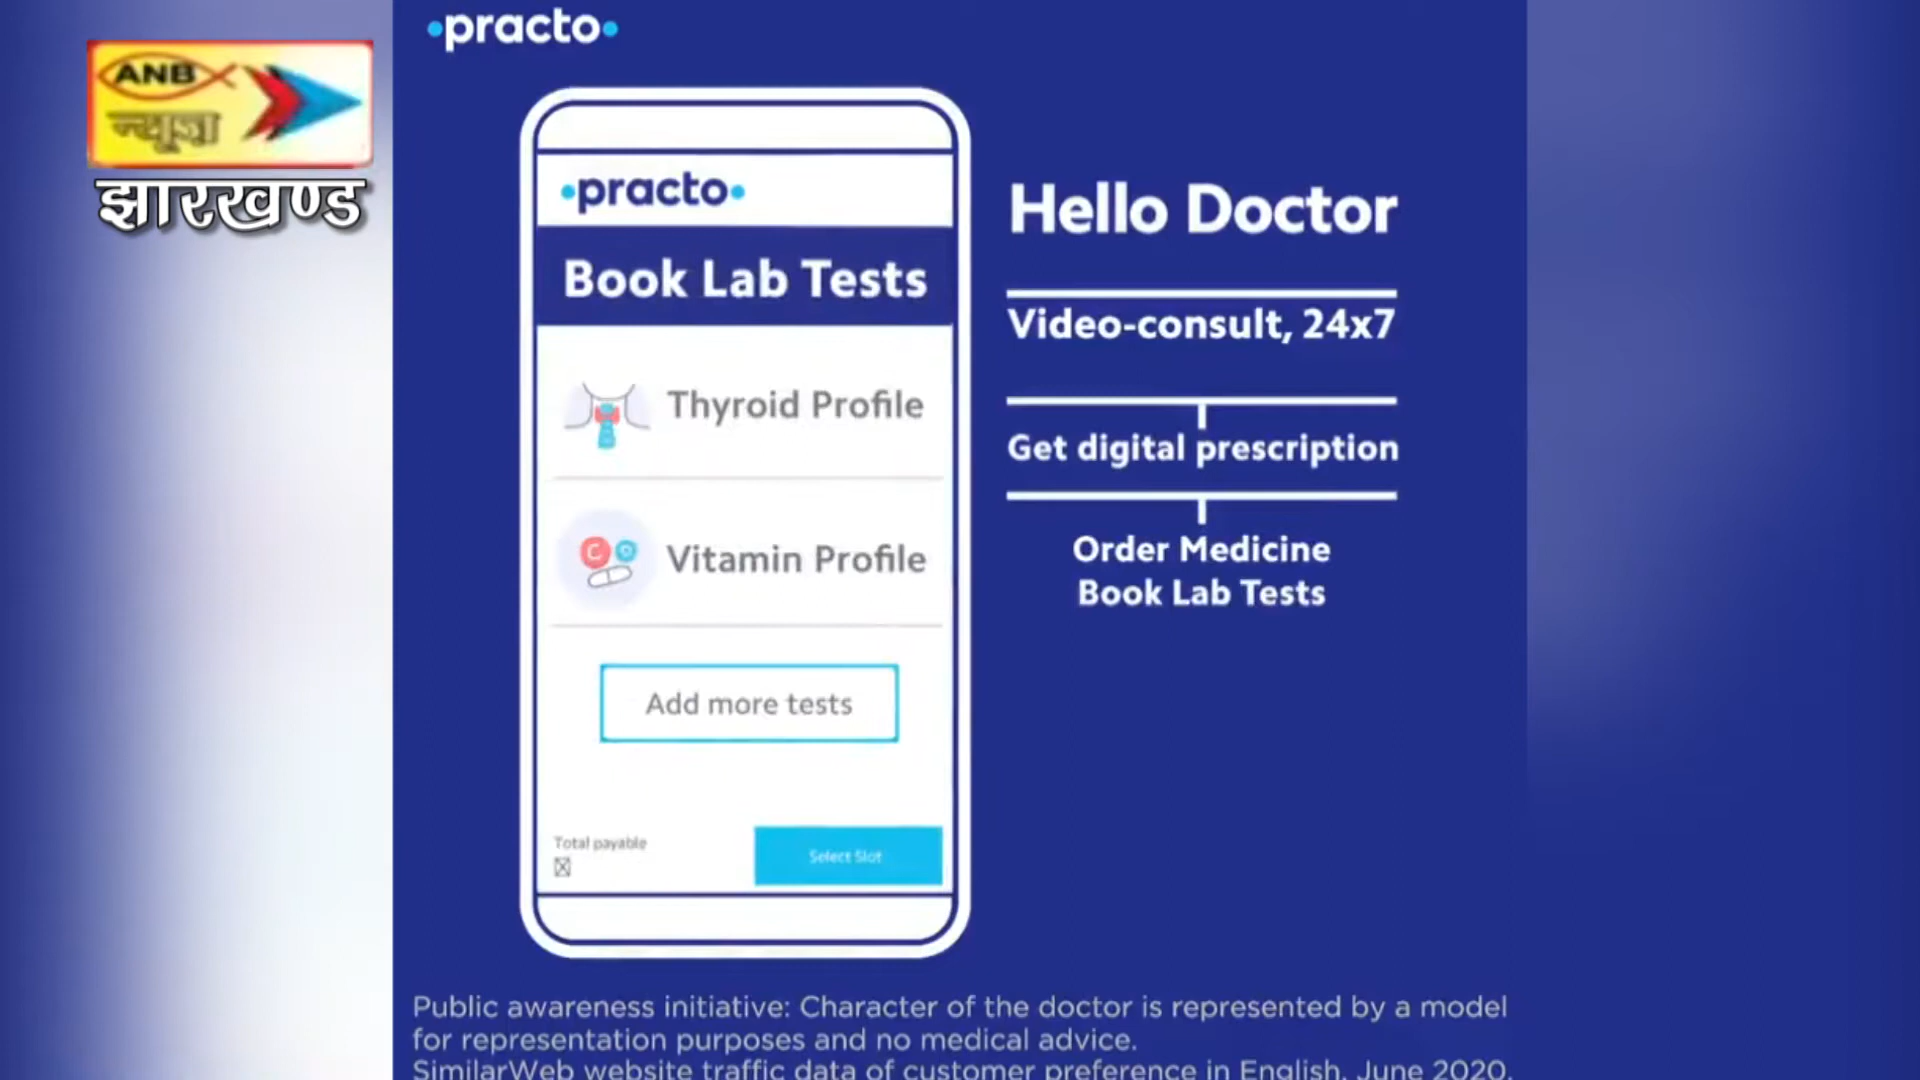 practo
ANB
न्यूज़
झारखण्ड
practo
Book Lab Tests
Thyroid Profile
C
Vitamin Profile
Add more tests
Total payable
Select Slot
Hello Doctor
Video-consult, 24x7
Get digital prescription
Order Medicine
Book Lab Tests
Public awareness initiative: Character of the doctor is represented by a model
for representation purposes and no medical advice.
SimilarWeb website traffic data of customer preference in English, June 2020.